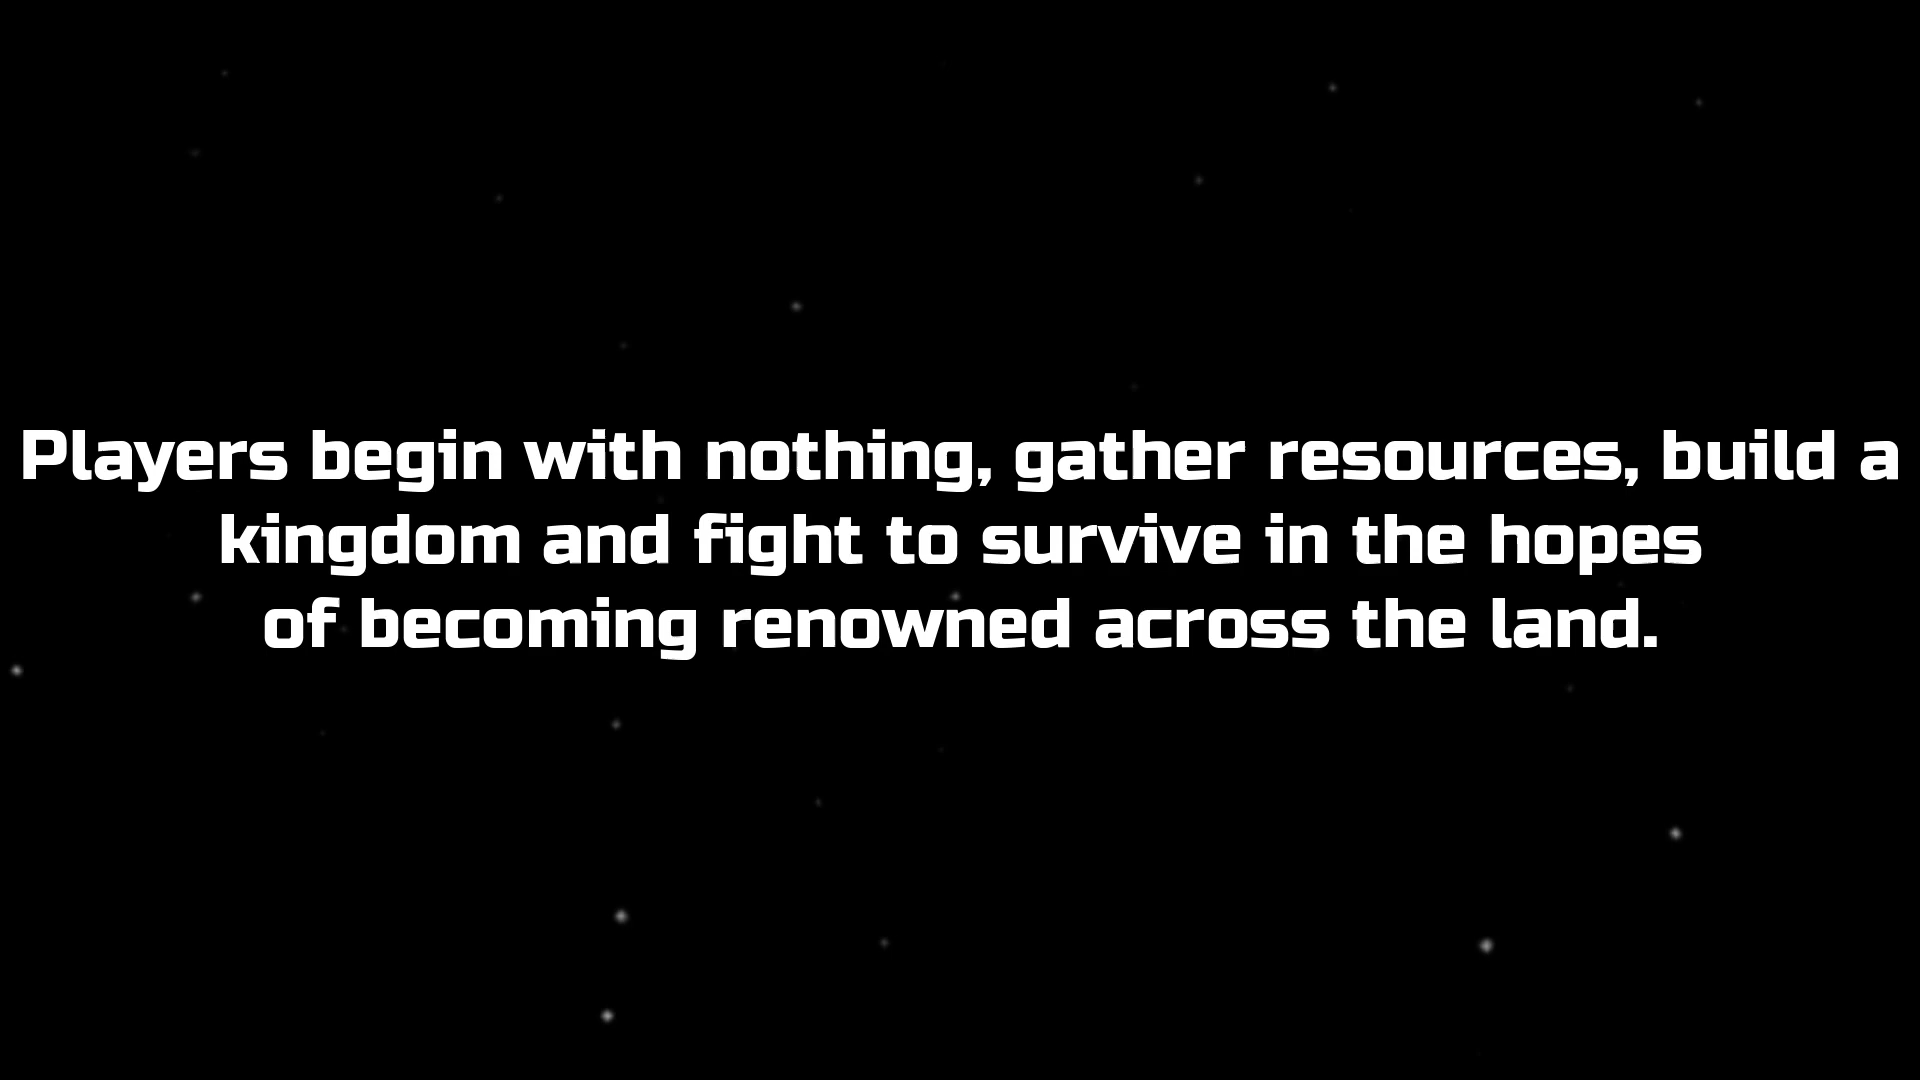 Players begin with nothing, gather resources, build a
kingdom and fight to survive in the hopes
of becoming renowned across the land.